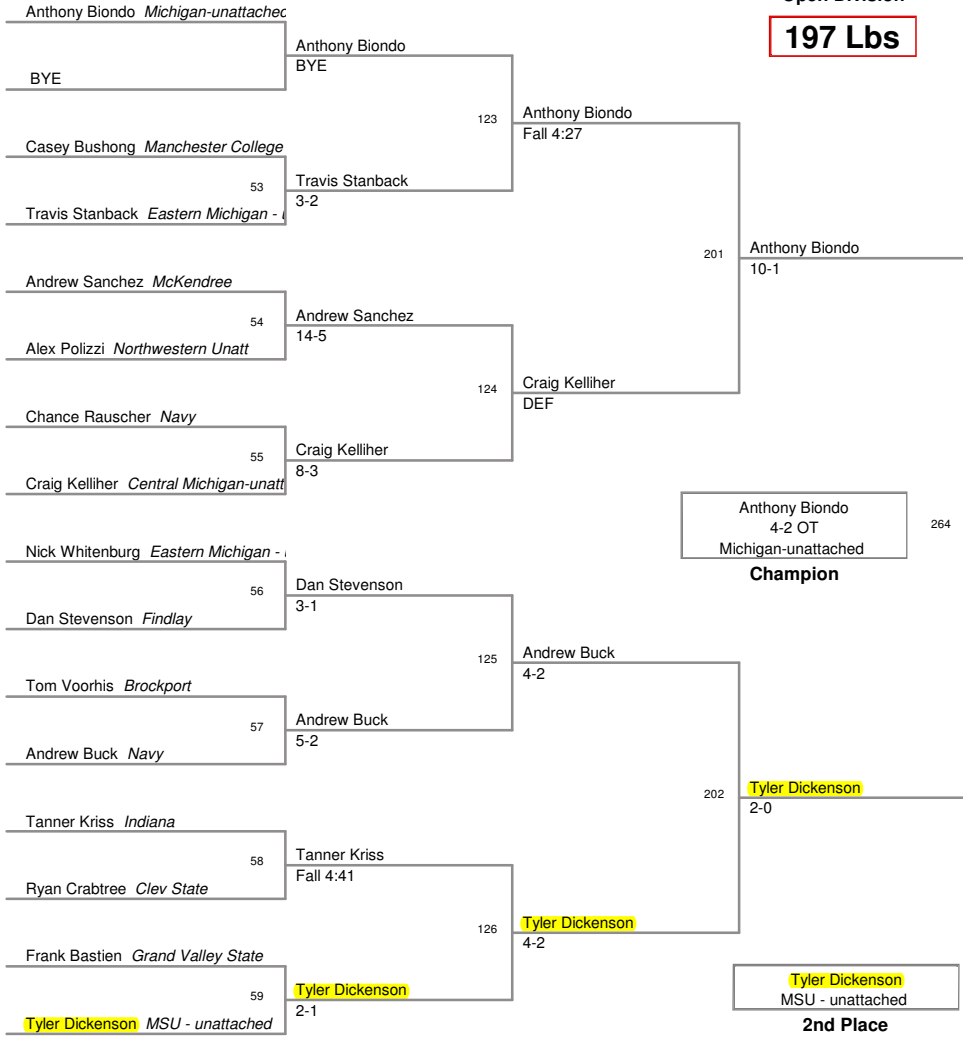 Open Division
197 Lbs
Anthony Biondo Michigan-unattached
BYE
Anthony Biondo
BYE
123
Anthony Biondo
Fall 4:27
Casey Bushong Manchester College
53
Travis Stanback Eastern Michigan -
Travis Stanback
3-2
201
Anthony Biondo
10-1
Andrew Sanchez McKendree
54
Alex Polizzi Northwestern Unatt
Andrew Sanchez
14-5
124
Craig Kelliher
DEF
Chance Rauscher Navy
55
Craig Kelliher Central Michigan-unatt
Craig Kelliher
8-3
Anthony Biondo
4-2 OT
Michigan-unattached
264
Champion
Nick Whitenburg Eastern Michigan -
56
Dan Stevenson Findlay
Dan Stevenson
3-1
125
Andrew Buck
4-2
Tom Voorhis Brockport
57
Andrew Buck Navy
Andrew Buck
5-2
202
Tyler Dickenson
2-0
Tanner Kriss Indiana
58
Ryan Crabtree Clev State
Tanner Kriss
Fall 4:41
126
Tyler Dickenson
4-2
Frank Bastien Grand Valley State
59
Tyler Dickenson MSU - unattached
Tyler Dickenson
2-1
Tyler Dickenson
MSU - unattached
2nd Place